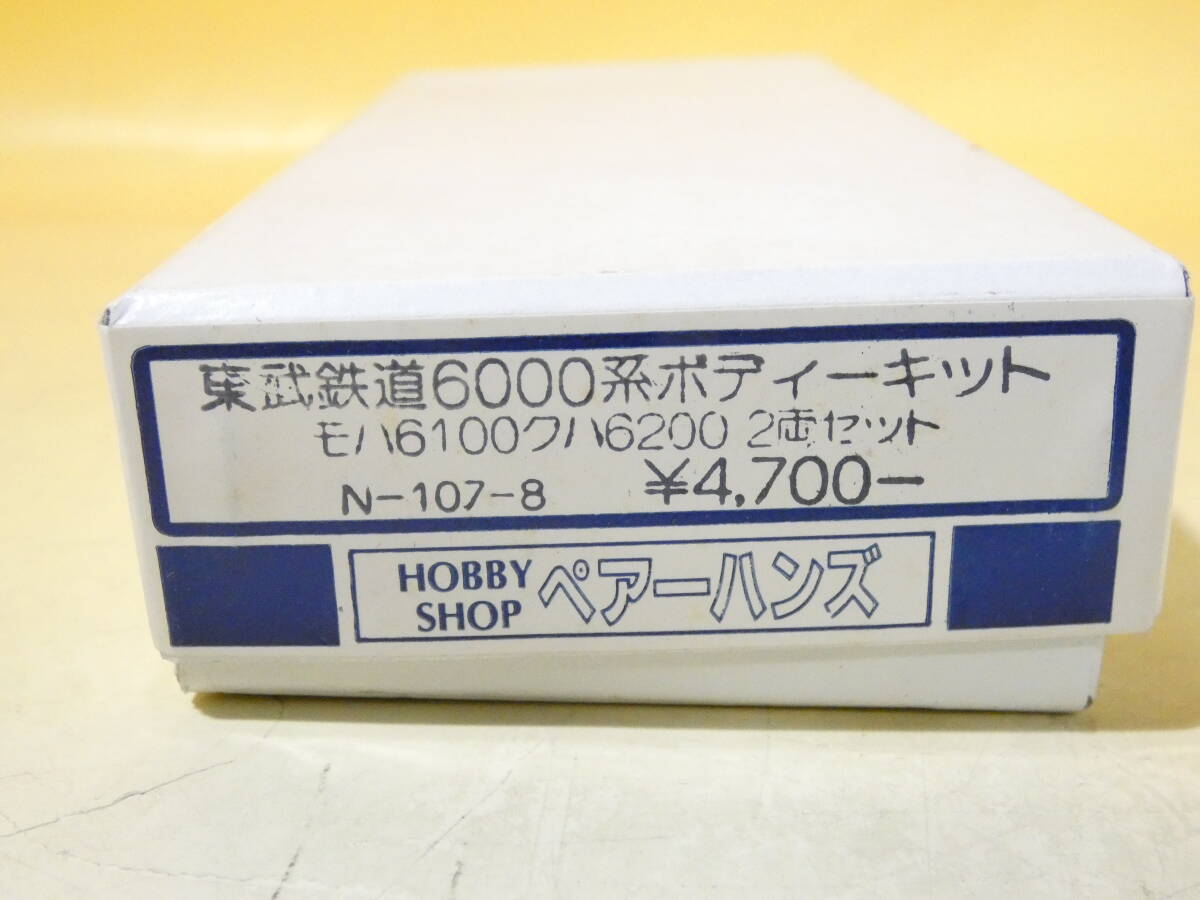 東武鉄道6000系ボディーキット
モハ6100クハ6200 2両セット
N-107-8 ¥4,700-
HOBBY SHOP ペアーハンズ